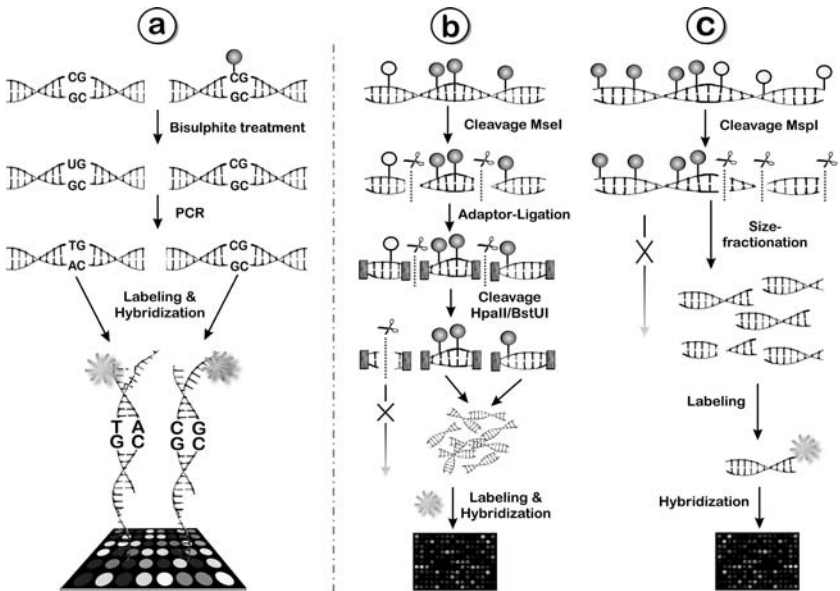 a
CG
GC
CG
GC
Bisulphite treatment
UG
GC
CG
GC
PCR
TG
AC
CG
GC
Labeling &
Hybridization
T A
G C
C G
G C
b
Cleavage MseI
Adaptor-Ligation
Cleavage
HpaII/BstUI
Labeling &
Hybridization
c
Cleavage MspI
Size-
fractionation
Labeling
Hybridization